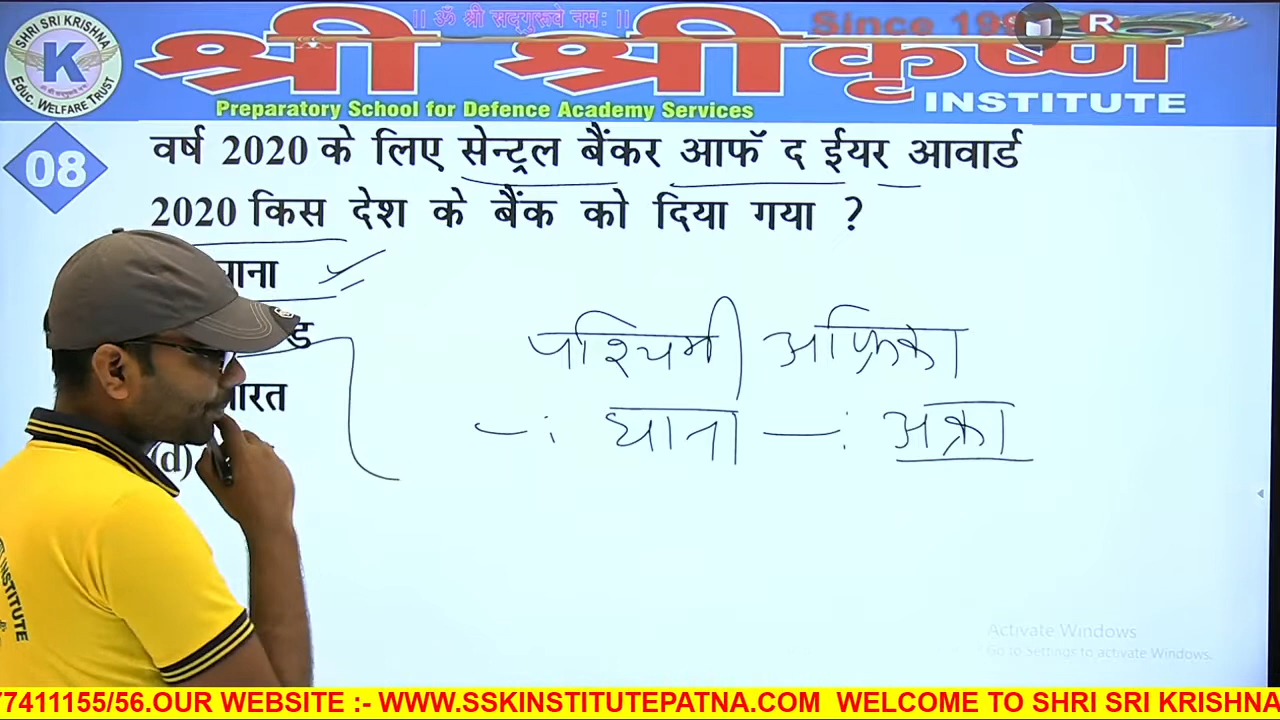 || ॐ श्री सद्गुरूवे नमः ||
Since 199
R
SHRI SRI KRISHNA
K
Educ. WELFARE TRUST
श्री श्री कृष्ण
INSTITUTE
Preparatory School for Defence Academy Services
08
वर्ष 2020 के लिए सेन्ट्रल बैंकर आफॅ द ईयर आवार्ड
2020 किस देश के बैंक को दिया गया ?
(d)
पश्चिमी अफ्रिका
घाना
अक्रा
INSTITUTE
Activate Windows
Go to Settings to activate Windows.
77411155/56.OUR WEBSITE :- WWW.SSKINSTITUTEPATNA.COM WELCOME TO SHRI SRI KRISHNA